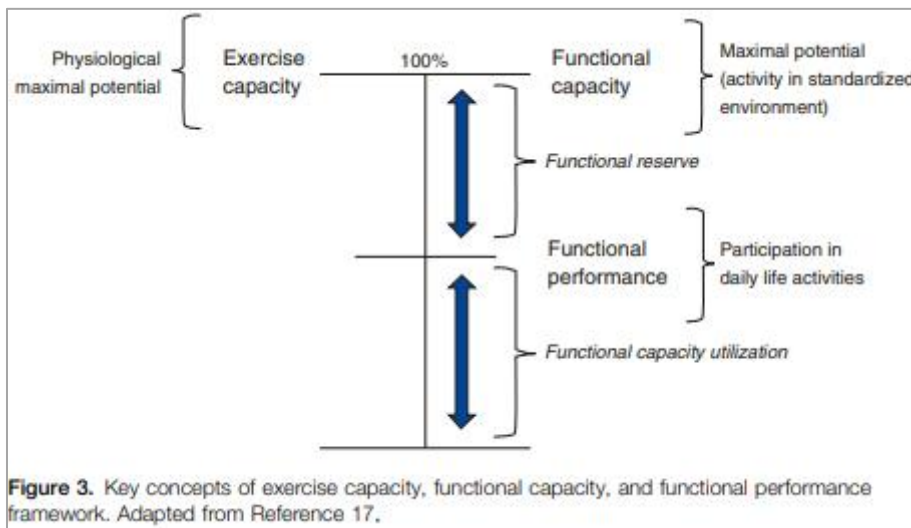 Physiological
maximal potential
Exercise
capacity
100%
Functional
capacity
Maximal potential
(activity in standardized
environment)
Functional reserve
Functional
performance
Participation in
daily life activities
Functional capacity utilization
Figure 3. Key concepts of exercise capacity, functional capacity, and functional performance
framework. Adapted from Reference 17.